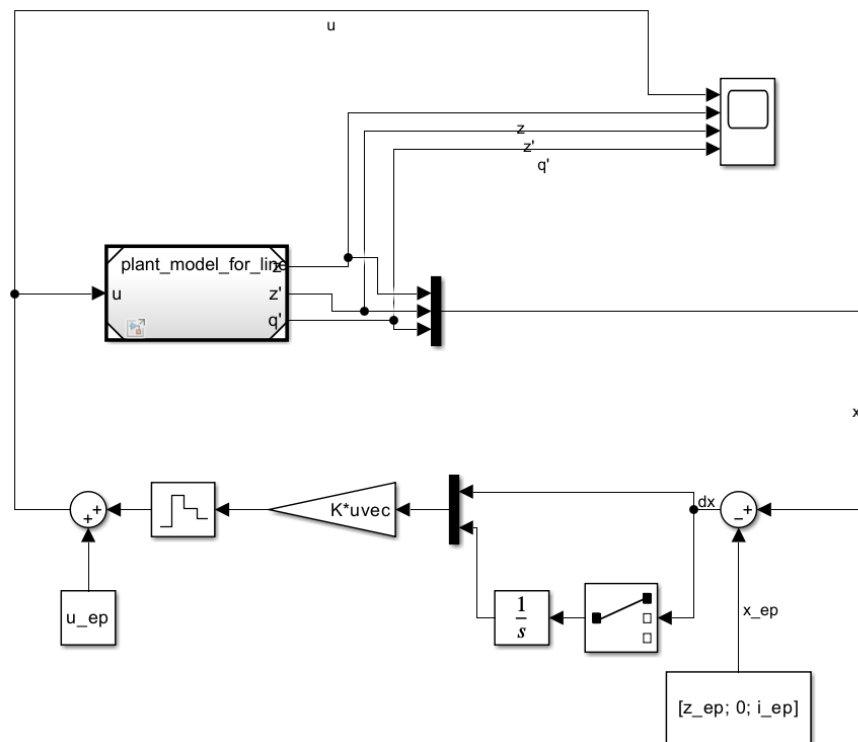 u
z
z'
q'
plant_model_for_line
z
u
z'
q'
x
dx
K*uvec
1
s
u_ep
x_ep
[z_ep; 0; i_ep]